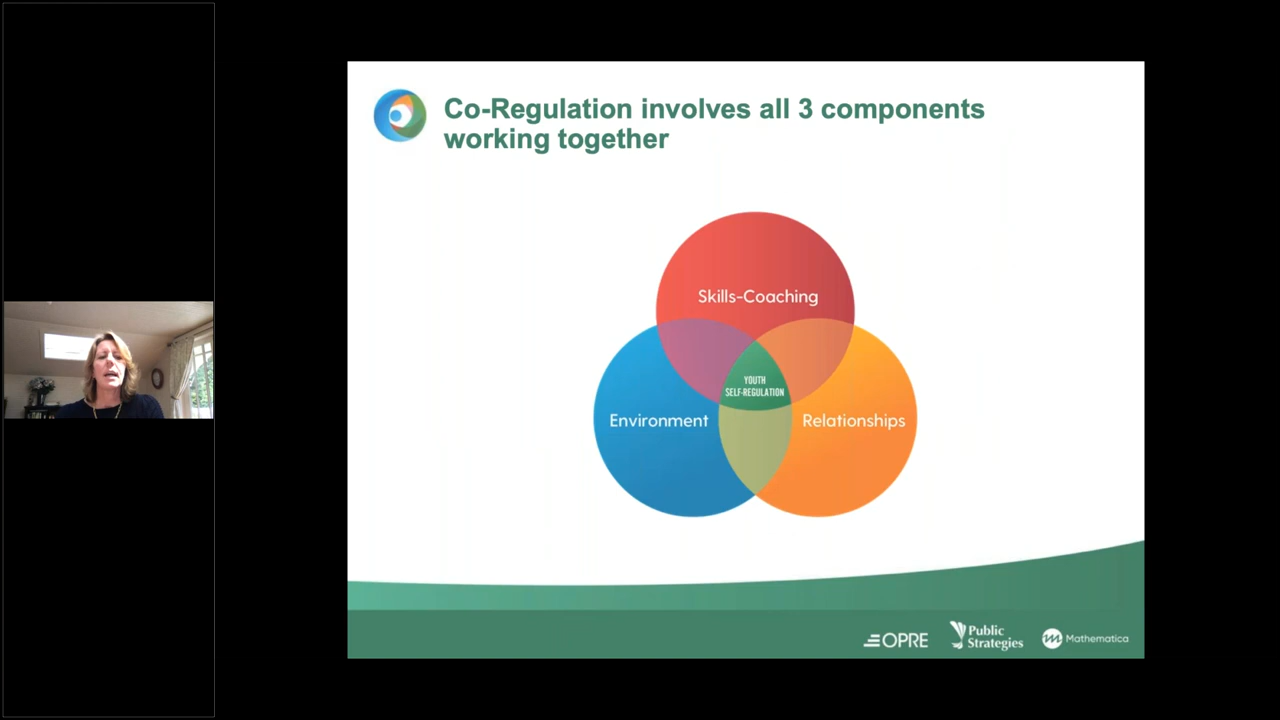 Co-Regulation involves all 3 components
working together
Skills-Coaching
YOUTH
SELF-REGULATION
Environment
Relationships
OPRE
Public
Strategies
m Mathematica